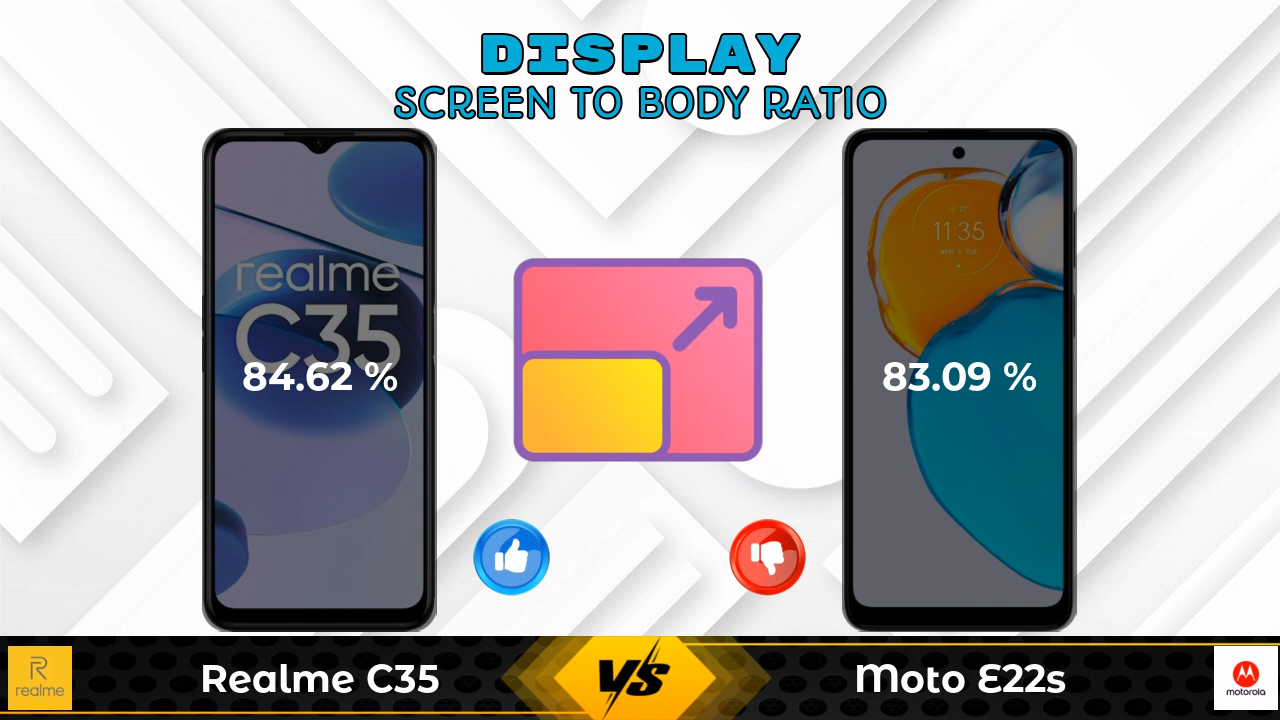 DISPLAY
SCREEN TO BODY RATIO
realme
C35
84.62 %
11:35
83.09 %
realme
Realme C35
VS
Moto E22s
motorola